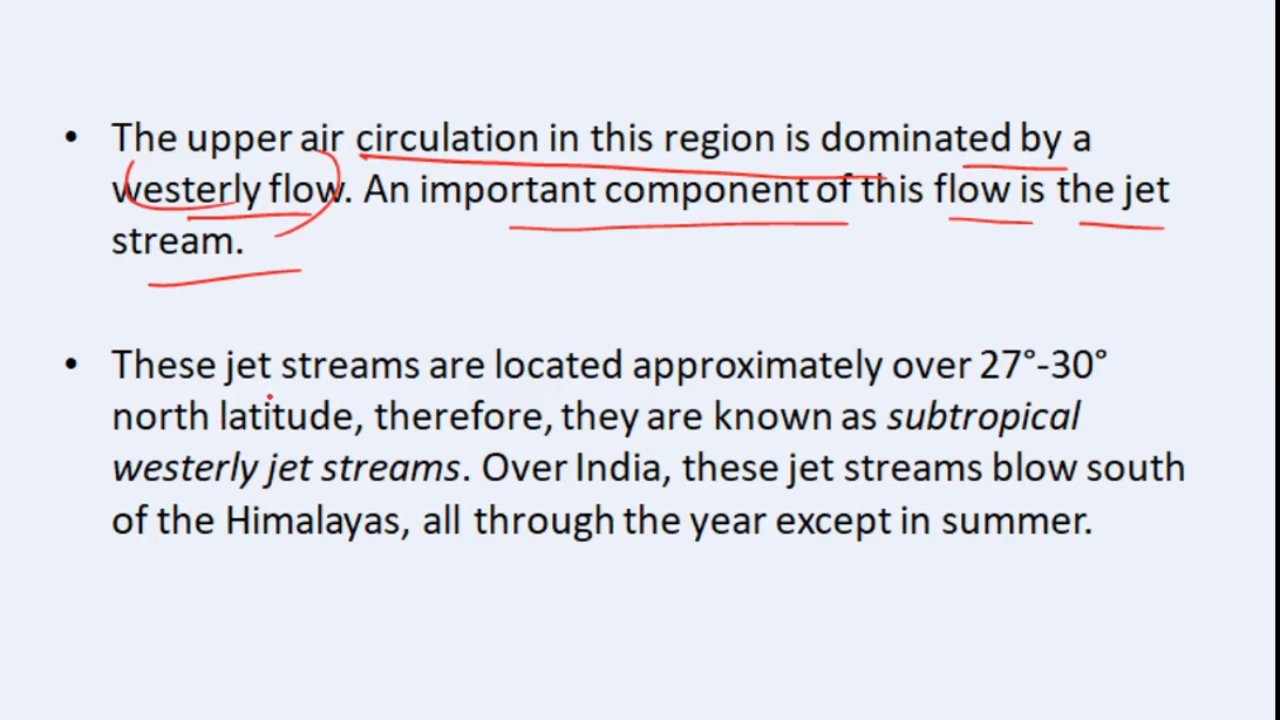 • The upper air circulation in this region is dominated by a
westerly flow. An important component of this flow is the jet
stream.
• These jet streams are located approximately over 27°-30°
north latitude, therefore, they are known as subtropical
westerly jet streams. Over India, these jet streams blow south
of the Himalayas, all through the year except in summer.